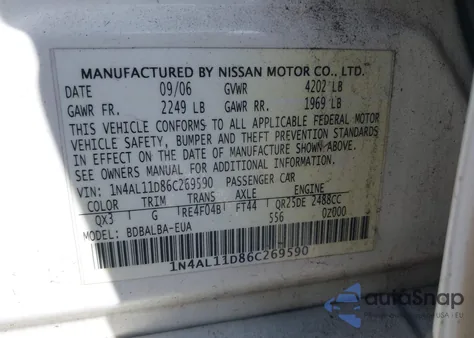 MANUFACTURED BY NISSAN MOTOR CO., LTD.
DATE 09/06 GVWR 4202 LB
GAWR FR. 2249 LB GAWR RR. 1969 LB
THIS VEHICLE CONFORMS TO ALL APPLICABLE FEDERAL MOTOR
VEHICLE SAFETY, BUMPER AND THEFT PREVENTION STANDARDS
IN EFFECT ON THE DATE OF MANUFACTURE SHOWN ABOVE.
SEE OWNERS MANUAL FOR ADDITIONAL INFORMATION.
VIN: 1N4AL11D86C269590 PASSENGER CAR
COLOR TRIM TRANS AXLE ENGINE
QX3 G RE4F04B FT44 QR25DE 2488CC
556 02000
MODEL: BDBALBA-EUA
1N4AL11D86C269590
autoSnap